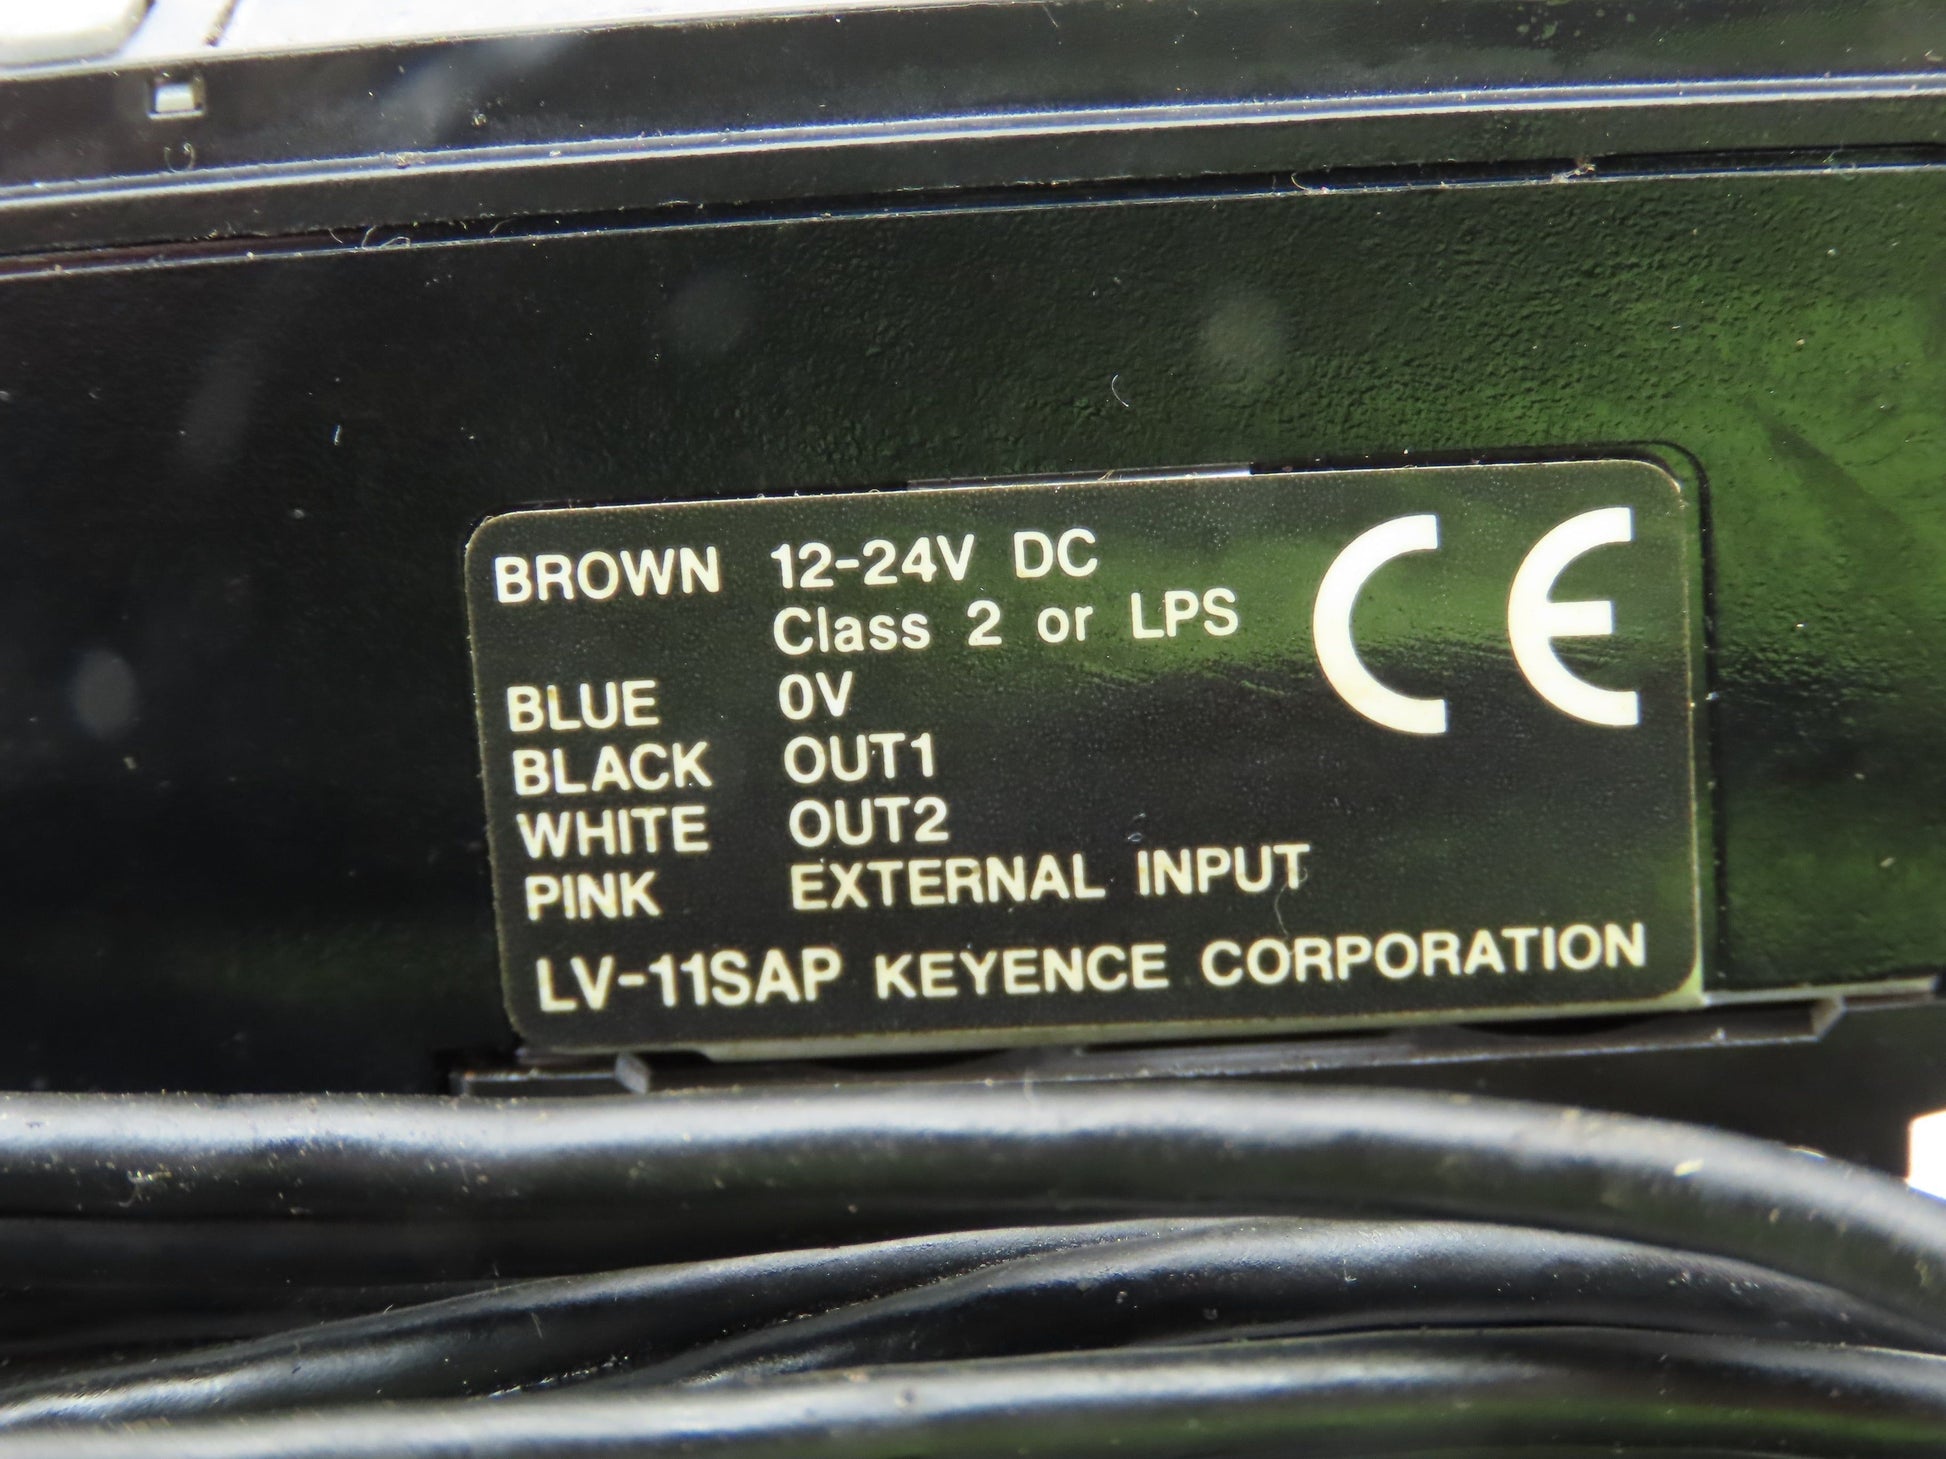 BROWN 12-24V DC
Class 2 or LPS
BLUE 0V
BLACK OUT1
WHITE OUT2
PINK EXTERNAL INPUT
LV-11SAP KEYENCE CORPORATION
CE